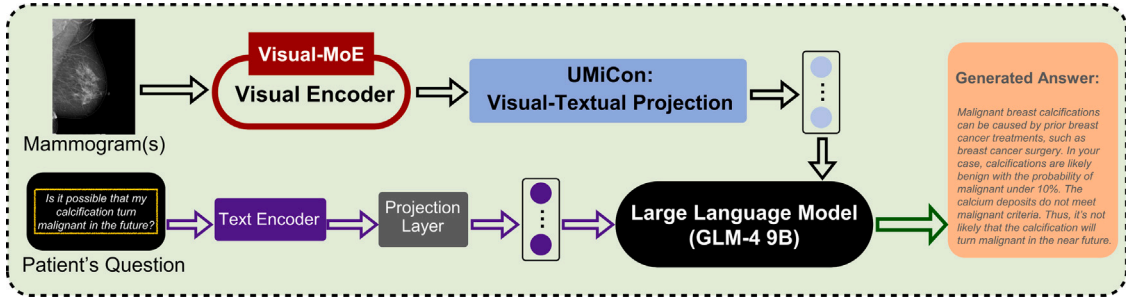 Visual-MoE
Visual Encoder
UMiCon:
Visual-Textual Projection
Mammogram(s)
Is it possible that my
calcification turn
malignant in the future?
Patient's Question
Text Encoder
Projection
Layer
Large Language Model
(GLM-4 9B)
Generated Answer:
Malignant breast calcifications
can be caused by prior breast
cancer treatments, such as
breast cancer surgery. In your
case, calcifications are likely
benign with the probability of
malignant under 10%. The
calcium deposits do not meet
malignant criteria. Thus, it's not
likely that the calcification will
turn malignant in the near future.